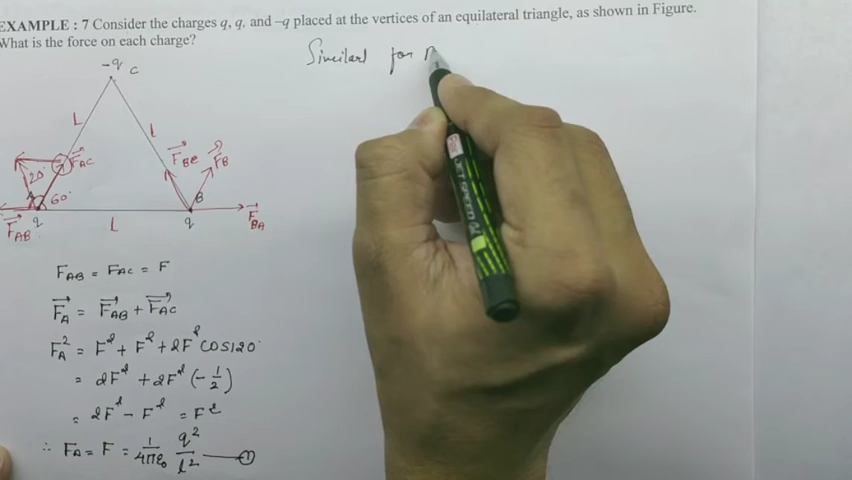 EXAMPLE : 7 Consider the charges q, q, and –q placed at the vertices of an equilateral triangle, as shown in Figure.
What is the force on each charge?
Similarl for
-q C
L
L
F⃗AC
F⃗BC
F⃗B
120°
60°
A
B
q
L
q
F⃗AB
F⃗BA
FAB = FAC = F
F⃗A = F⃗AB + F⃗AC
FA² = F² + F² + 2F² COS120°
= 2F² + 2F² (-1/2)
= 2F² - F² = F²
∴ FA = F = 1/4πε₀ q²/l² —①
JETSPEED